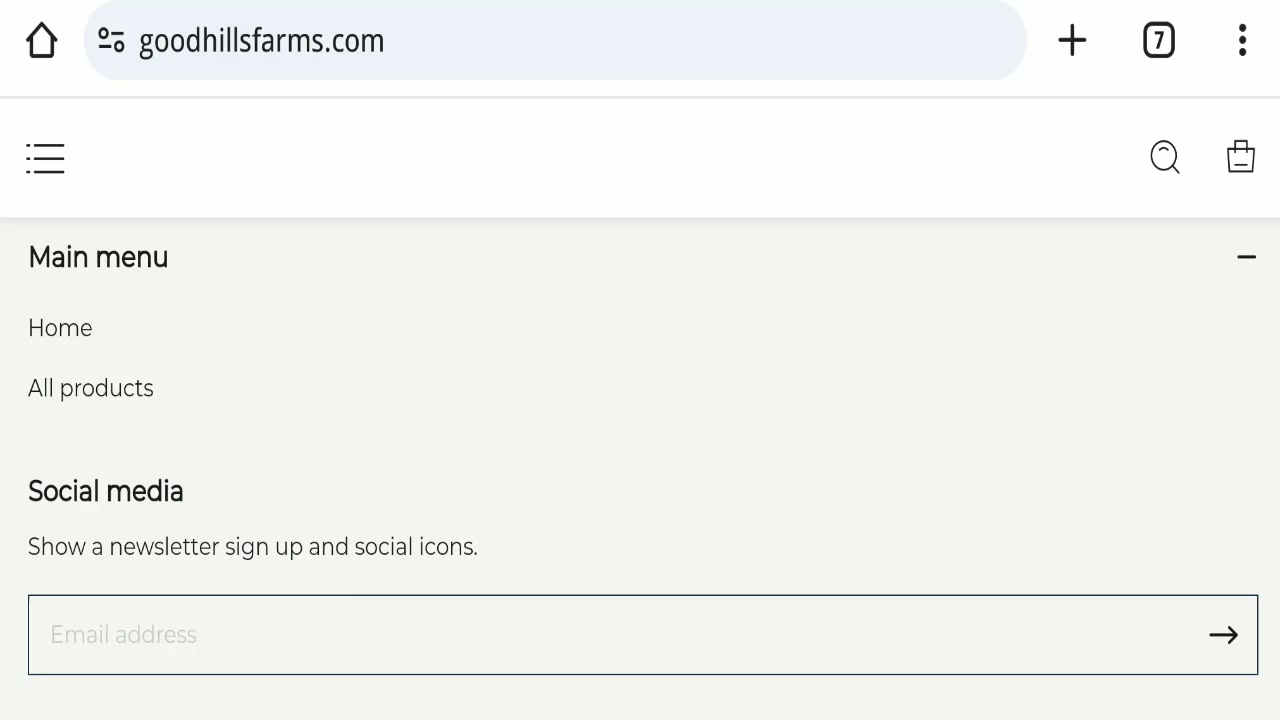 goodhillsfarms.com
7
Main menu
Home
All products
Social media
Show a newsletter sign up and social icons.
Email address